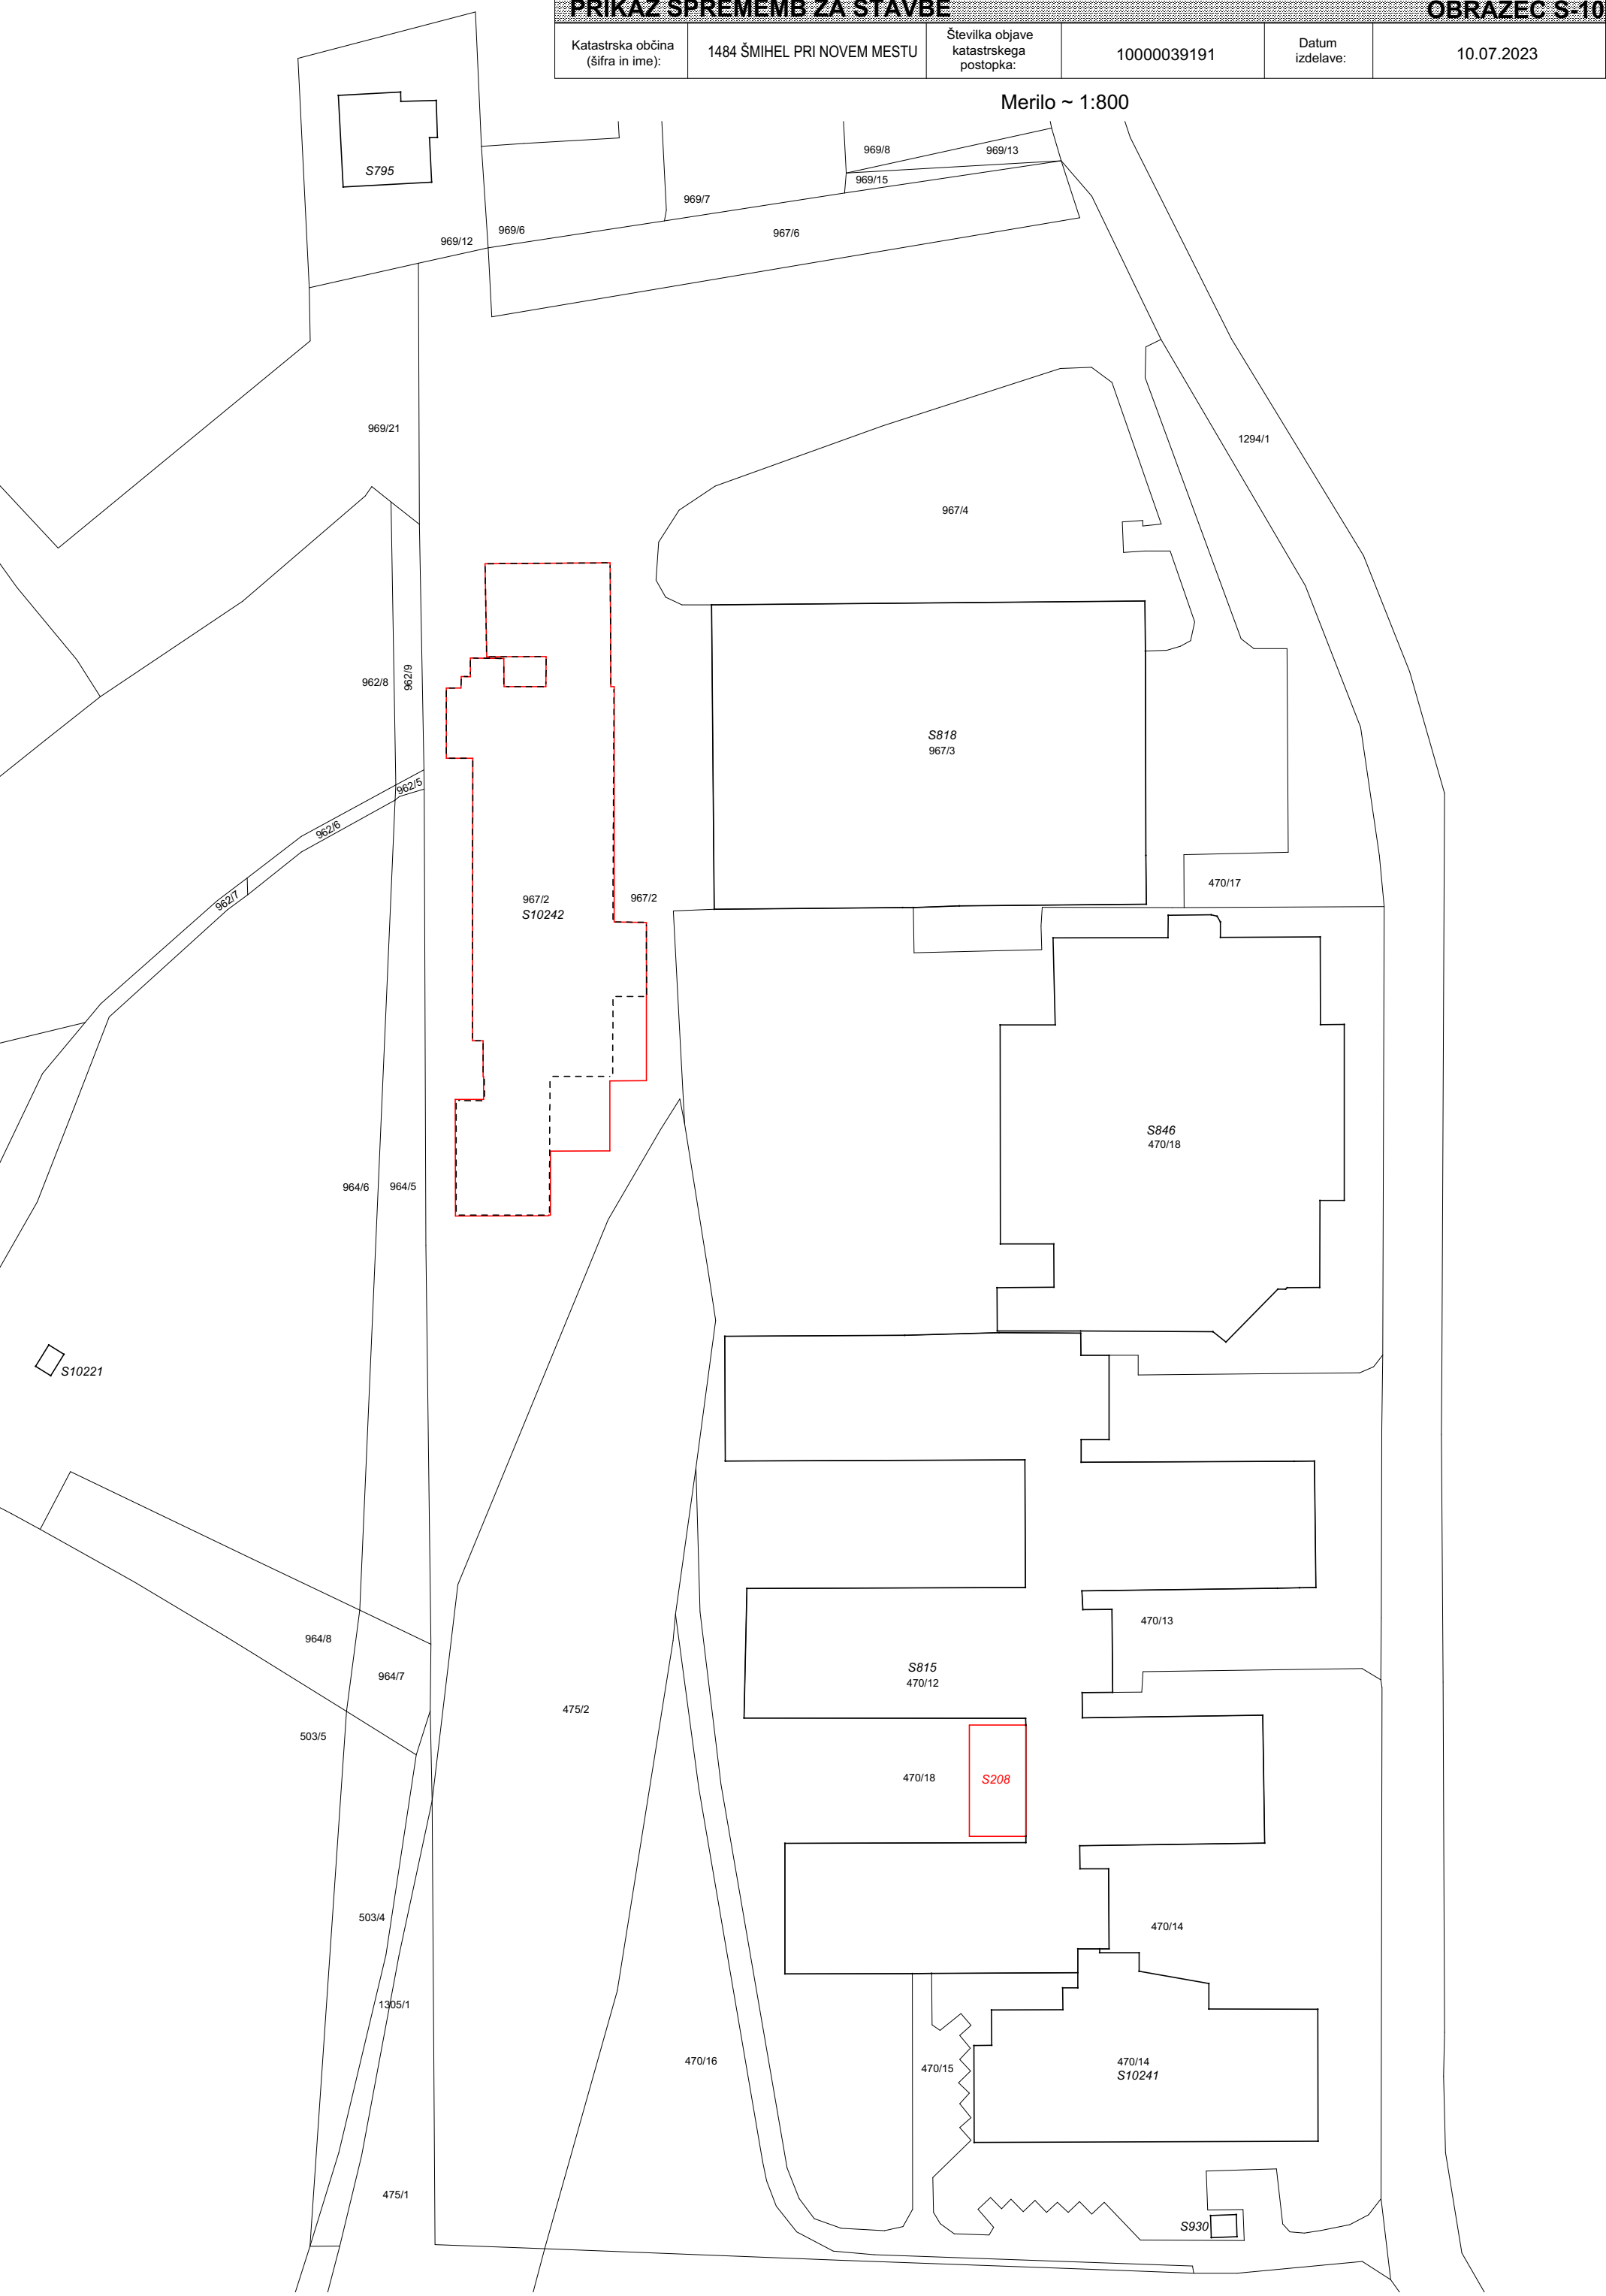 PRIKAZ SPREMEMB ZA STAVBE OBRAZEC S-10
Katastrska občina (šifra in ime):
1484 ŠMIHEL PRI NOVEM MESTU
Številka objave katastrskega postopka:
10000039191
Datum izdelave:
10.07.2023
Merilo ~ 1:800
969/8
969/13
S795
969/15
969/7
969/6
967/6
969/12
969/21
1294/1
967/4
962/8
962/9
S818
967/3
962/5
962/6
962/7
470/17
967/2
S10242
967/2
S846
470/18
964/6
964/5
S10221
470/13
964/8
S815
470/12
964/7
475/2
503/5
470/18
S208
503/4
470/14
1305/1
470/16
470/15
470/14
S10241
475/1
S930